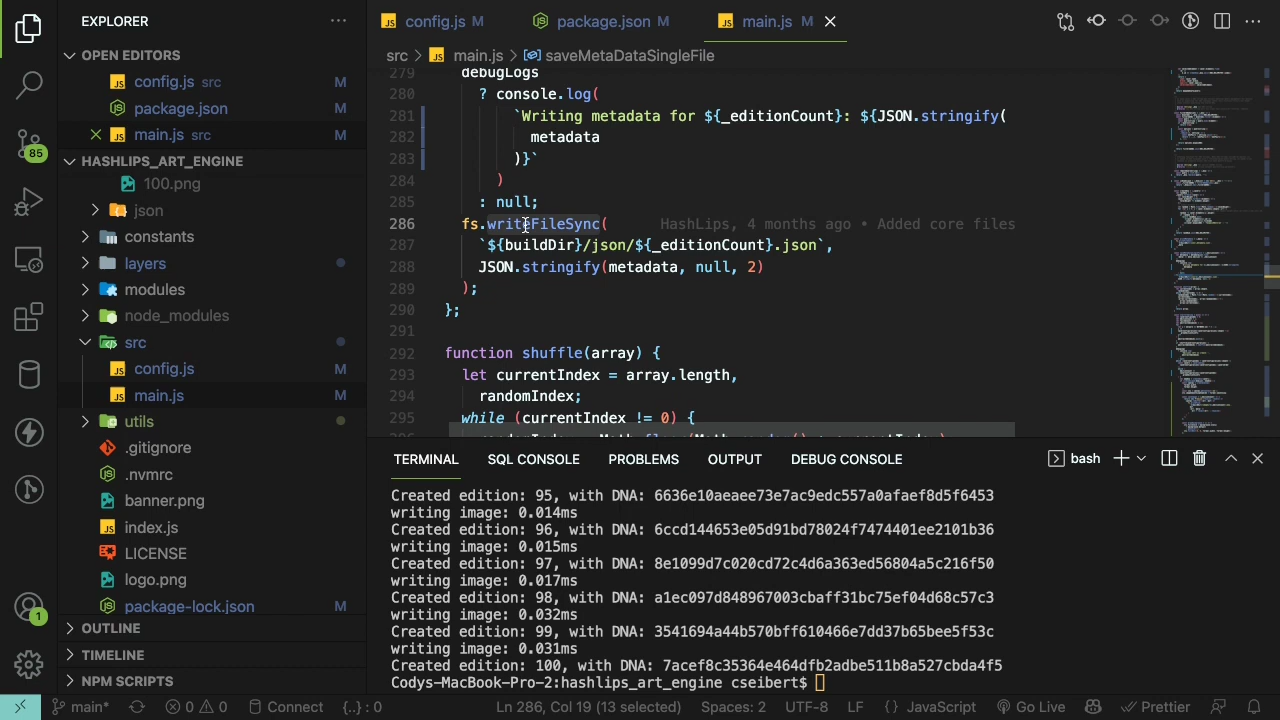 EXPLORER
OPEN EDITORS
config.js src M
package.json M
main.js src M
HASHLIPS_ART_ENGINE
100.png
json
constants
layers
modules
node_modules
src
config.js
main.js
utils
.gitignore
.nvmrc
banner.png
index.js
LICENSE
logo.png
package-lock.json M
OUTLINE
TIMELINE
NPM SCRIPTS
85
1
config.js M
package.json M
main.js M
src > main.js > saveMetaDataSingleFile
279 debugLogs
280 console.log(
281 metadata for ${_editionCount}: ${JSON.stringify(
282 metadata
283 )}`
284 )
285 : null;
286 fs.writeFileSync( HashLips, 4 months ago • Added core files
287 `${buildDir}/json/${_editionCount}.json`,
288 JSON.stringify(metadata, null, 2)
289 );
290 };
291
292 function shuffle(array) {
293 let currentIndex = array.length,
294 randomIndex;
295 while (currentIndex != 0) {
TERMINAL SQL CONSOLE PROBLEMS OUTPUT DEBUG CONSOLE bash
Created edition: 95, with DNA: 6636e10aeaee73e7ac9edc557a0afaef8d5f6453
writing image: 0.014ms
Created edition: 96, with DNA: 6ccd144653e05d91bd78024f7474401ee2101b36
writing image: 0.015ms
Created edition: 97, with DNA: 8e1099d7c020cd72c4d6a363ed56804a5c216f50
writing image: 0.017ms
Created edition: 98, with DNA: a1ec097d848967003cbaff31bc75ef04d68c57c3
writing image: 0.032ms
Created edition: 99, with DNA: 3541694a44b570bff610466e7dd37b65bee5f53c
writing image: 0.031ms
Created edition: 100, with DNA: 7acef8c35364e464dfb2adbe511b8a527cbda4f5
Codys-MacBook-Pro-2:hashlips_art_engine cseibert$
main* 0 0 Connect {..} : 0 Ln 286, Col 19 (13 selected) Spaces: 2 UTF-8 LF {} JavaScript Go Live Prettier